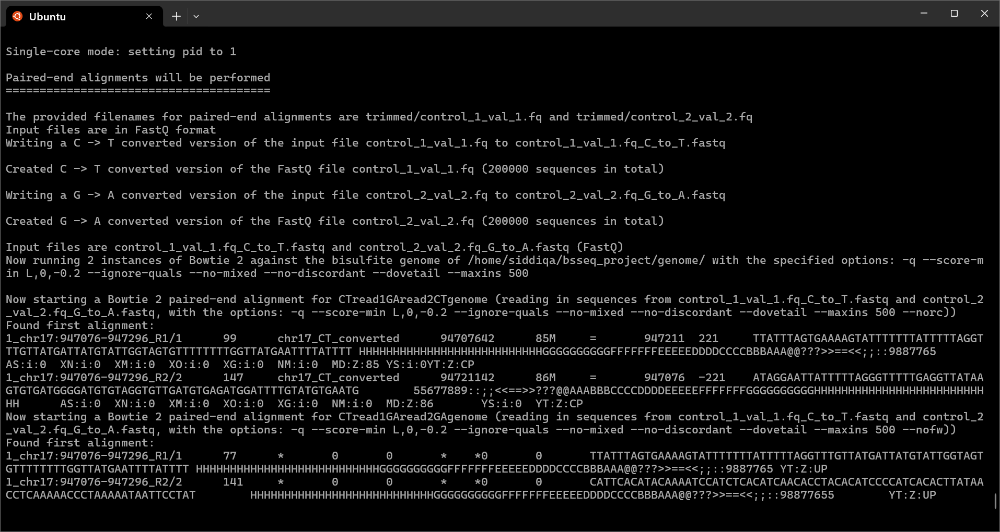 Ubuntu
Single-core mode: setting pid to 1
Paired-end alignments will be performed
=======================================
The provided filenames for paired-end alignments are trimmed/control_1_val_1.fq and trimmed/control_2_val_2.fq
Input files are in FastQ format
Writing a C -> T converted version of the input file control_1_val_1.fq to control_1_val_1.fq_C_to_T.fastq
Created C -> T converted version of the FastQ file control_1_val_1.fq (200000 sequences in total)
Writing a G -> A converted version of the input file control_2_val_2.fq to control_2_val_2.fq_G_to_A.fastq
Created G -> A converted version of the FastQ file control_2_val_2.fq (200000 sequences in total)
Input files are control_1_val_1.fq_C_to_T.fastq and control_2_val_2.fq_G_to_A.fastq (FastQ)
Now running 2 instances of Bowtie 2 against the bisulfite genome of /home/siddiqa/bsseq_project/genome/ with the specified options: -q --score-m
in L,0,-0.2 --ignore-quals --no-mixed --no-discordant --dovetail --maxins 500
Now starting a Bowtie 2 paired-end alignment for CTread1GAread2CTgenome (reading in sequences from control_1_val_1.fq_C_to_T.fastq and control_2
_val_2.fq_G_to_A.fastq, with the options: -q --score-min L,0,-0.2 --ignore-quals --no-mixed --no-discordant --dovetail --maxins 500 --norc))
Found first alignment:
1_chr17:947076-947296_R1/1 99 chr17_CT_converted 94707642 85M = 947211 221 TTATTTAGTGAAAAGTATTTTTTTATTTTTAGGT
TTGTTATGATTATGTATTGGTAGTGTTTTTTTTGGTTATGAATTTTATTTT HHHHHHHHHHHHHHHHHHHHHHHHHHHGGGGGGGGGGFFFFFFFEEEEEDDDDCCCCBBBAAA@@???>>==<<;;::9887765
AS:i:0 XN:i:0 XM:i:0 XO:i:0 XG:i:0 NM:i:0 MD:Z:85 YS:i:0YT:Z:CP
1_chr17:947076-947296_R2/2 147 chr17_CT_converted 94721142 86M = 947076 -221 ATAGGAATTATTTTTAGGGTTTTTGAGGTTATAA
GTGTGATGGGGATGTGTAGGTGTTGATGTGAGATGGATTTTGTATGTGAATG 55677889::;;<<==>>???@@AAABBBCCCCDDDDEEEEEFFFFFFFGGGGGGGGGGHHHHHHHHHHHHHHHHHHHHHHHHH
HH AS:i:0 XN:i:0 XM:i:0 XO:i:0 XG:i:0 NM:i:0 MD:Z:86 YS:i:0 YT:Z:CP
Now starting a Bowtie 2 paired-end alignment for CTread1GAread2GAgenome (reading in sequences from control_1_val_1.fq_C_to_T.fastq and control_2
_val_2.fq_G_to_A.fastq, with the options: -q --score-min L,0,-0.2 --ignore-quals --no-mixed --no-discordant --dovetail --maxins 500 --nofw))
Found first alignment:
1_chr17:947076-947296_R1/1 77 * 0 0 * *0 0 TTATTTAGTGAAAAGTATTTTTTTATTTTTAGGTTTGTTATGATTATGTATTGGTAGT
GTTTTTTTTGGTTATGAATTTTATTTT HHHHHHHHHHHHHHHHHHHHHHHHHHHGGGGGGGGGGFFFFFFFEEEEEDDDDCCCCBBBAAA@@???>>==<<;;::9887765 YT:Z:UP
1_chr17:947076-947296_R2/2 141 * 0 0 * *0 0 CATTCACATACAAAATCCATCTCACATCAACACCTACACATCCCCATCACACTTATAA
CCTCAAAAACCCTAAAAATAATTCCTAT HHHHHHHHHHHHHHHHHHHHHHHHHHHGGGGGGGGGGFFFFFFFEEEEEDDDDCCCCBBBAAA@@???>>==<<;;::98877655 YT:Z:UP